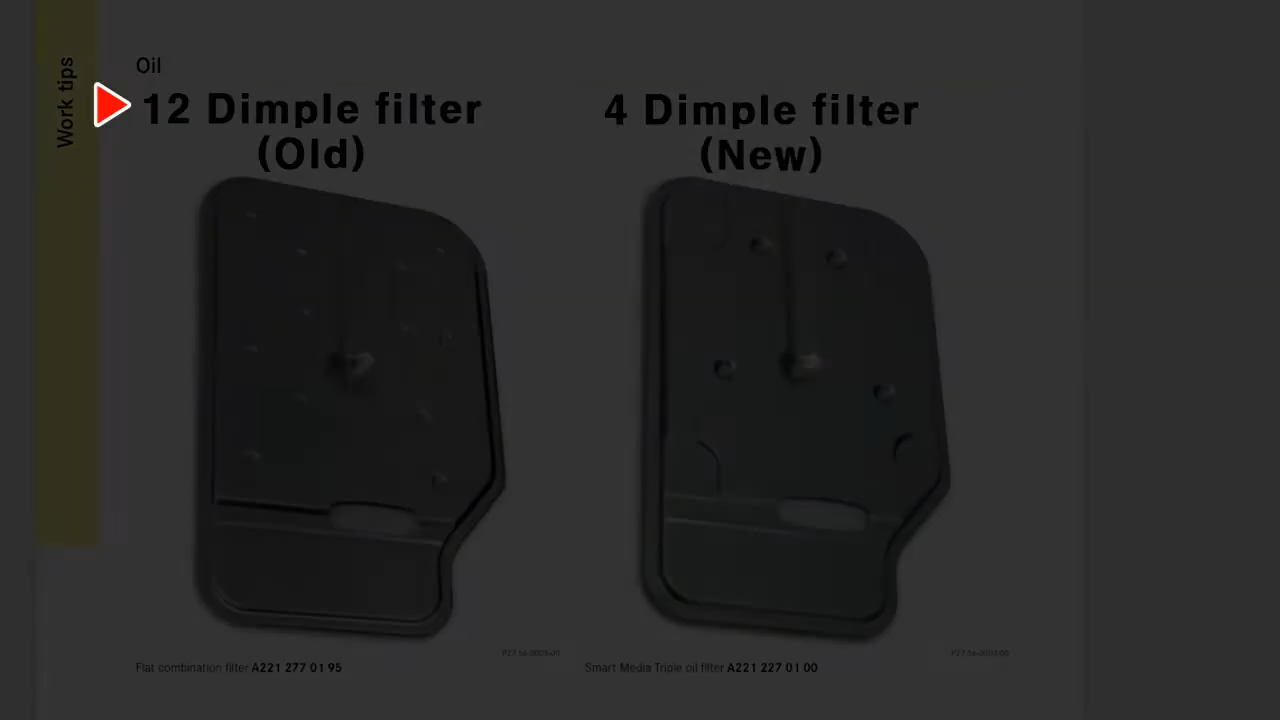 Work tips
Oil
12 Dimple filter
(Old)
4 Dimple filter
(New)
Flat combination filter A221 277 01 95
Smart Media Triple oil filter A221 227 01 00